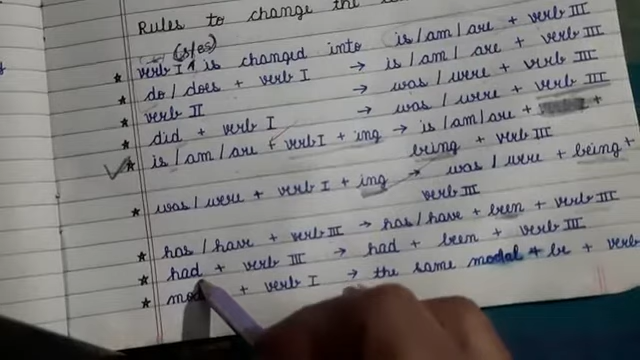 Rules to change the
(s/es)
verb I is changed into is/am/are + verb III
do/does + verb I → is/am/are + verb III
verb II → was/were + verb III
did + verb I → was/were + verb III
is/am/are + verb I + ing → is/am/are + +
being + verb III
was/were + verb I + ing → was/were + being +
verb III
has/have + verb III → has/have + been + verb III
had + verb III → had + been + verb III
+ verb I → the same modal + be + verb